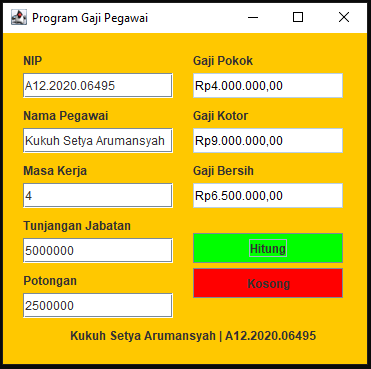 Program Gaji Pegawai
NIP
A12.2020.06495
Nama Pegawai
Kukuh Setya Arumansyah
Masa Kerja
4
Tunjangan Jabatan
5000000
Potongan
2500000
Gaji Pokok
Rp4.000.000,00
Gaji Kotor
Rp9.000.000,00
Gaji Bersih
Rp6.500.000,00
Hitung
Kosong
Kukuh Setya Arumansyah | A12.2020.06495